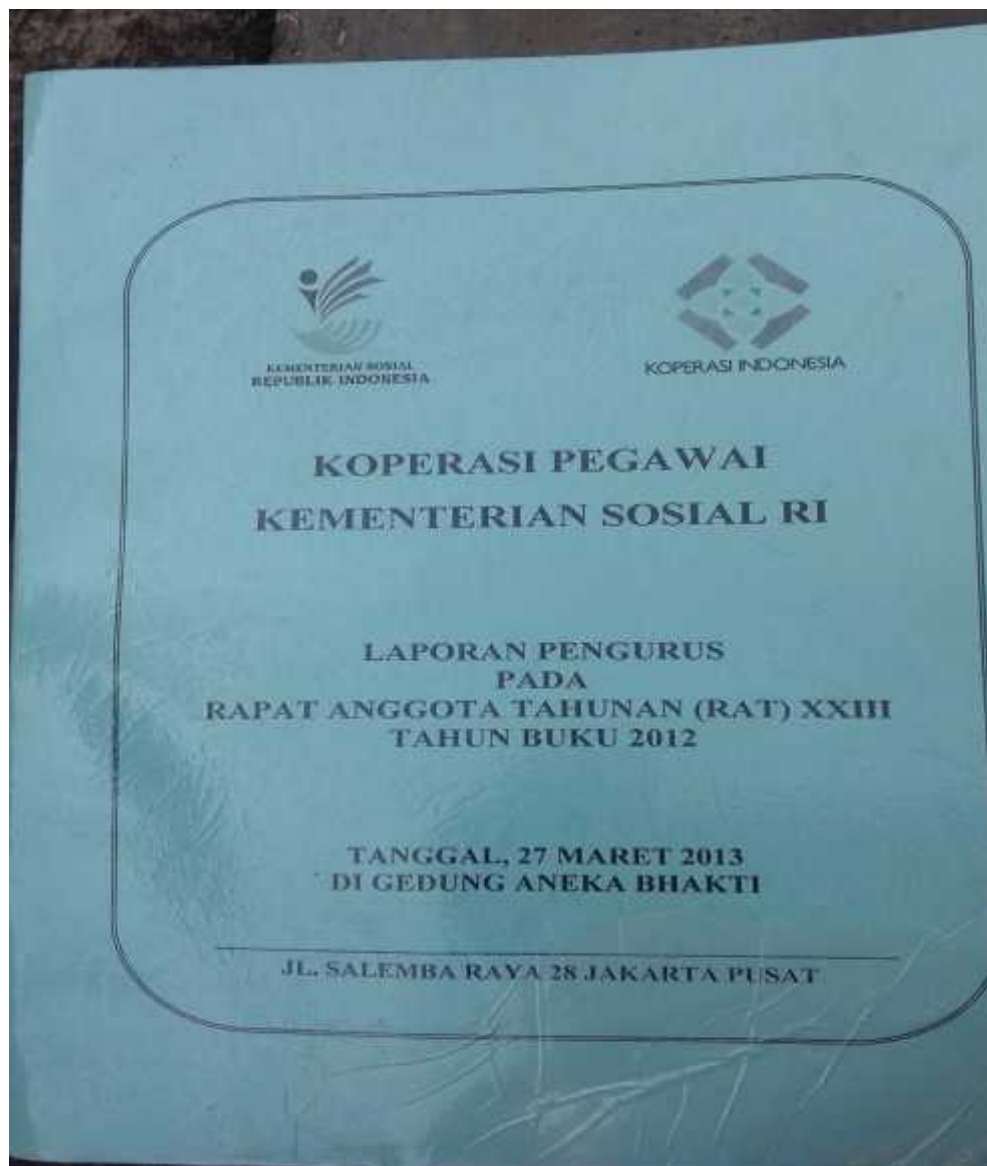 KEMENTERIAN SOSIAL
REPUBLIK INDONESIA
KOPERASI INDONESIA
KOPERASI PEGAWAI
KEMENTERIAN SOSIAL RI
LAPORAN PENGURUS
PADA
RAPAT ANGGOTA TAHUNAN (RAT) XXIII
TAHUN BUKU 2012
TANGGAL, 27 MARET 2013
DI GEDUNG ANEKA BHAKTI
JL. SALEMBA RAYA 28 JAKARTA PUSAT